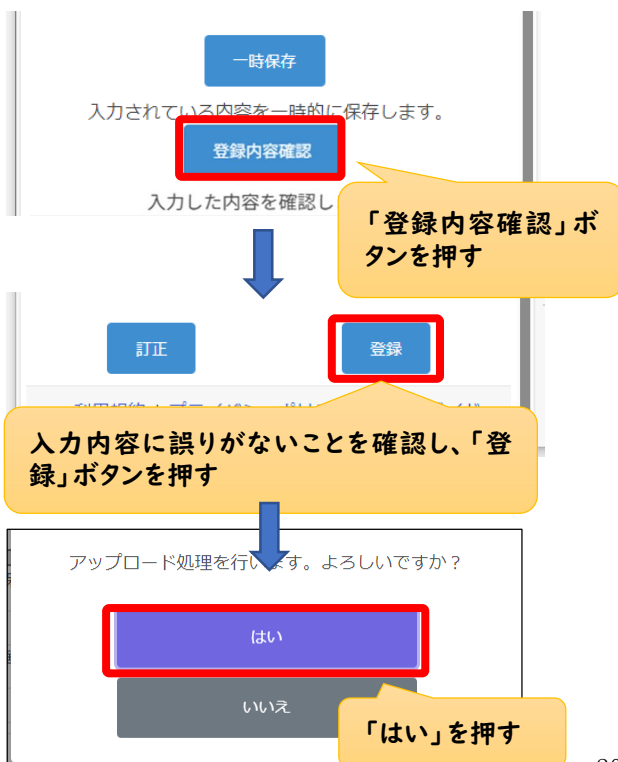 一時保存
入力されている内容を一時的に保存します。
登録内容確認
入力した内容を確認し
「登録内容確認」ボ
タンを押す
訂正
登録
入力内容に誤りがないことを確認し、「登
録」ボタンを押す
アップロード処理を行います。よろしいですか？
はい
いいえ
「はい」を押す